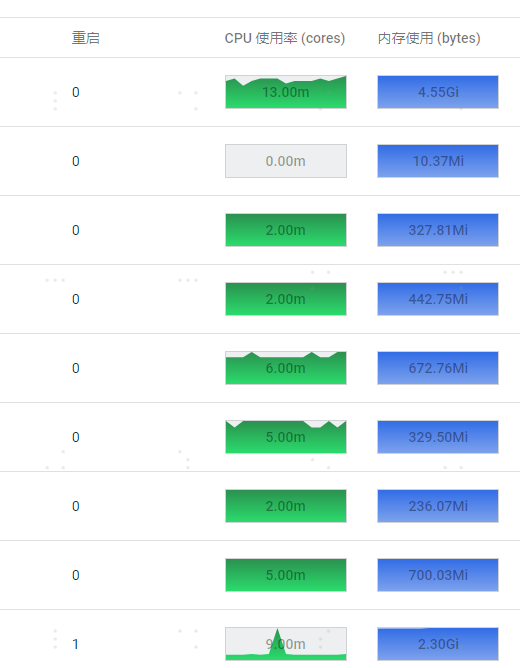 重启 CPU 使用率 (cores) 内存使用 (bytes)
0 13.00m 4.55Gi
0 0.00m 10.37Mi
0 2.00m 327.81Mi
0 2.00m 442.75Mi
0 6.00m 672.76Mi
0 5.00m 329.50Mi
0 2.00m 236.07Mi
0 5.00m 700.03Mi
1 9.00m 2.30Gi